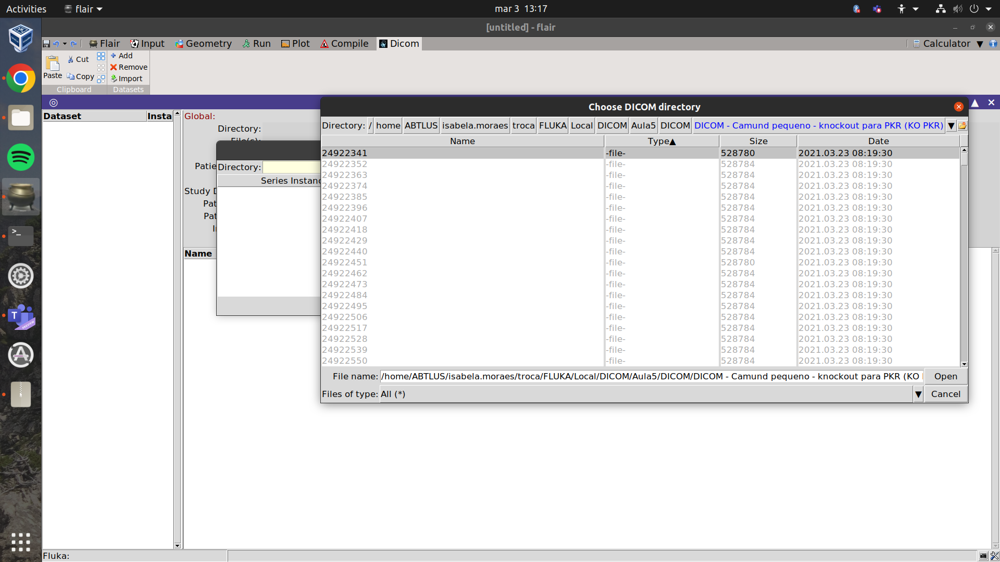 Activities flair mar 3 13:17
[untitled] - flair
Flair Input Geometry Run Plot Compile Dicom Calculator
Paste Cut Copy Add Remove Import
Clipboard Datasets
Dataset Insta
Global:
Directory:
File(s):
Patie
Study D
Pat
Pat
I
Name
Directory:
Series Instanc
Choose DICOM directory
Directory: / home ABTLUS isabela.moraes troca FLUKA Local DICOM Aula5 DICOM DICOM - Camund pequeno - knockout para PKR (KO PKR)
Name Type▲ Size Date
24922341 -file- 528780 2021.03.23 08:19:30
24922352 -file- 528784 2021.03.23 08:19:30
24922363 -file- 528784 2021.03.23 08:19:30
24922374 -file- 528784 2021.03.23 08:19:30
24922385 -file- 528784 2021.03.23 08:19:30
24922396 -file- 528784 2021.03.23 08:19:30
24922407 -file- 528784 2021.03.23 08:19:30
24922418 -file- 528784 2021.03.23 08:19:30
24922429 -file- 528784 2021.03.23 08:19:30
24922440 -file- 528784 2021.03.23 08:19:30
24922451 -file- 528780 2021.03.23 08:19:30
24922462 -file- 528784 2021.03.23 08:19:30
24922473 -file- 528784 2021.03.23 08:19:30
24922484 -file- 528784 2021.03.23 08:19:30
24922495 -file- 528784 2021.03.23 08:19:30
24922506 -file- 528784 2021.03.23 08:19:30
24922517 -file- 528784 2021.03.23 08:19:30
24922528 -file- 528784 2021.03.23 08:19:30
24922539 -file- 528784 2021.03.23 08:19:30
24922550 -file- 528784 2021.03.23 08:19:30
File name: /home/ABTLUS/isabela.moraes/troca/FLUKA/Local/DICOM/Aula5/DICOM/DICOM - Camund pequeno - knockout para PKR (KO Open
Files of type: All (*) Cancel
Fluka: